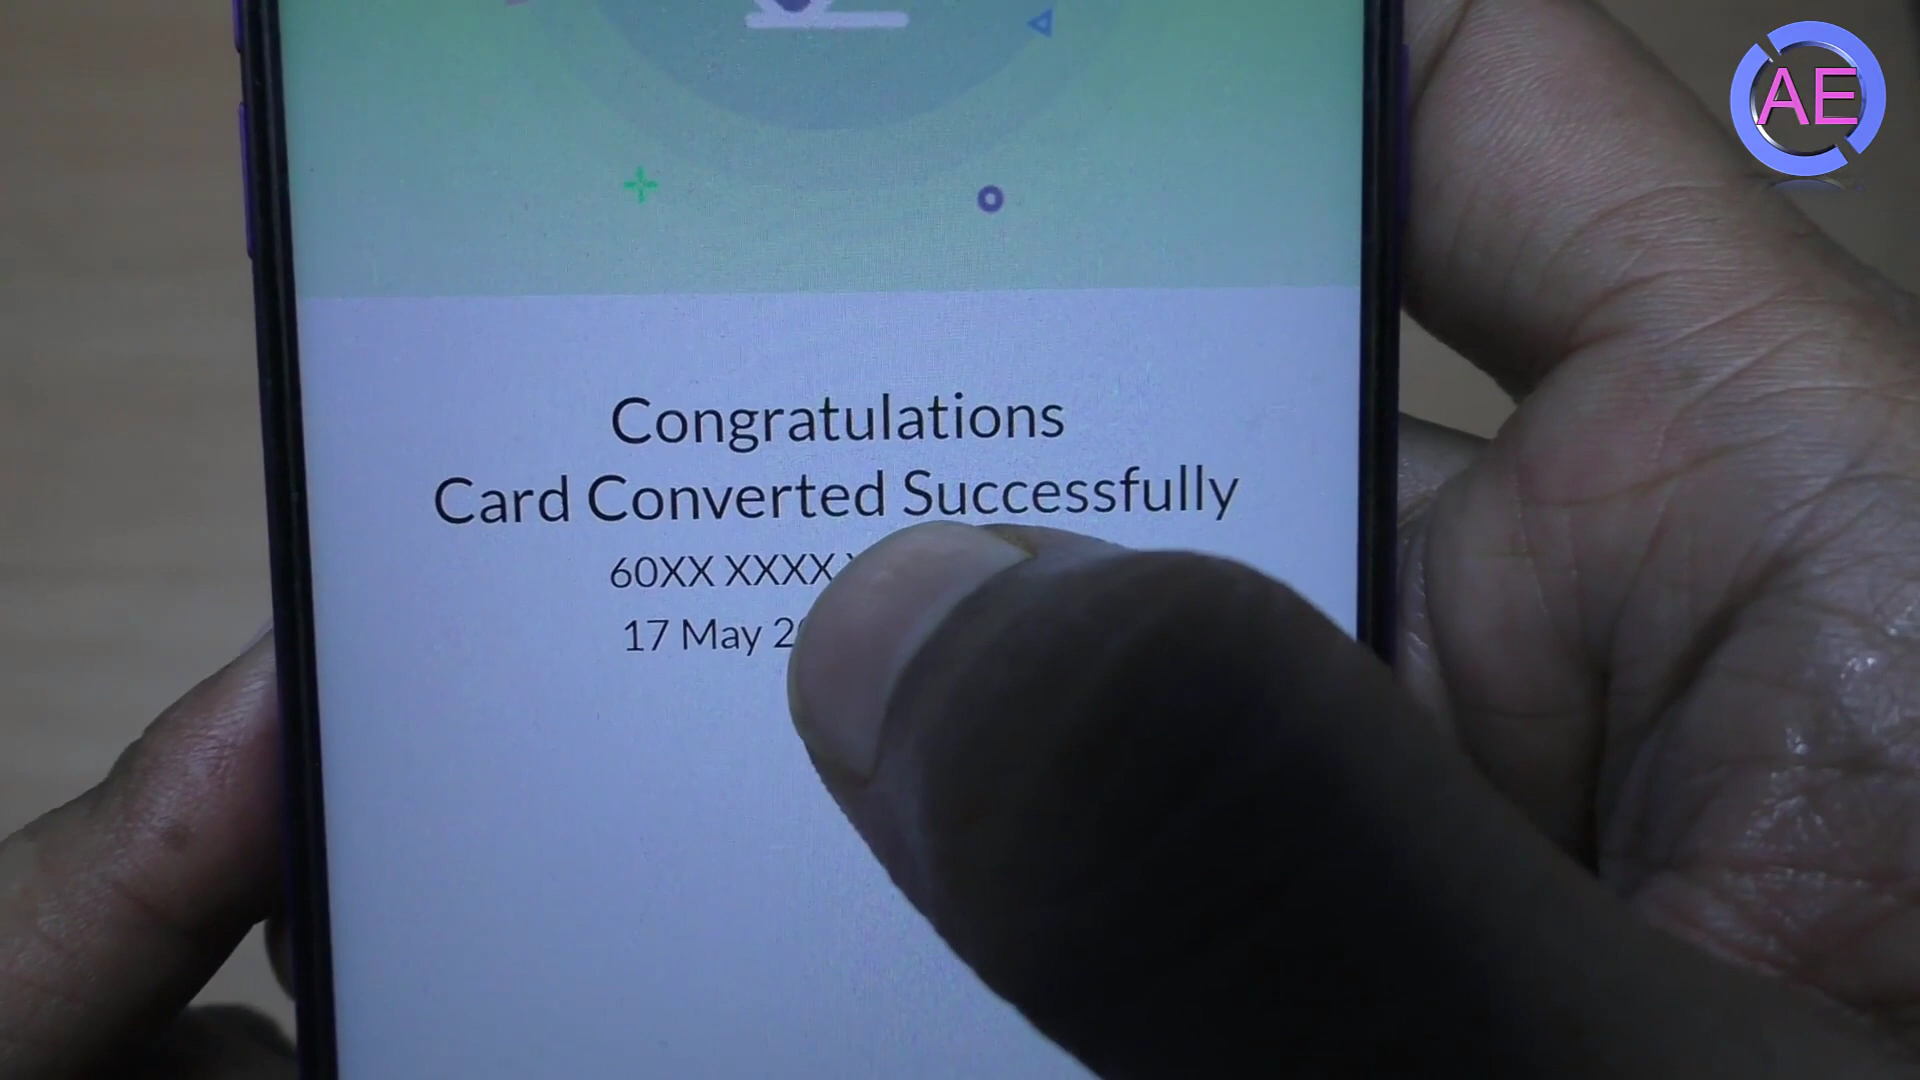 AE
Congratulations
Card Converted Successfully
60XX XXXX
17 May